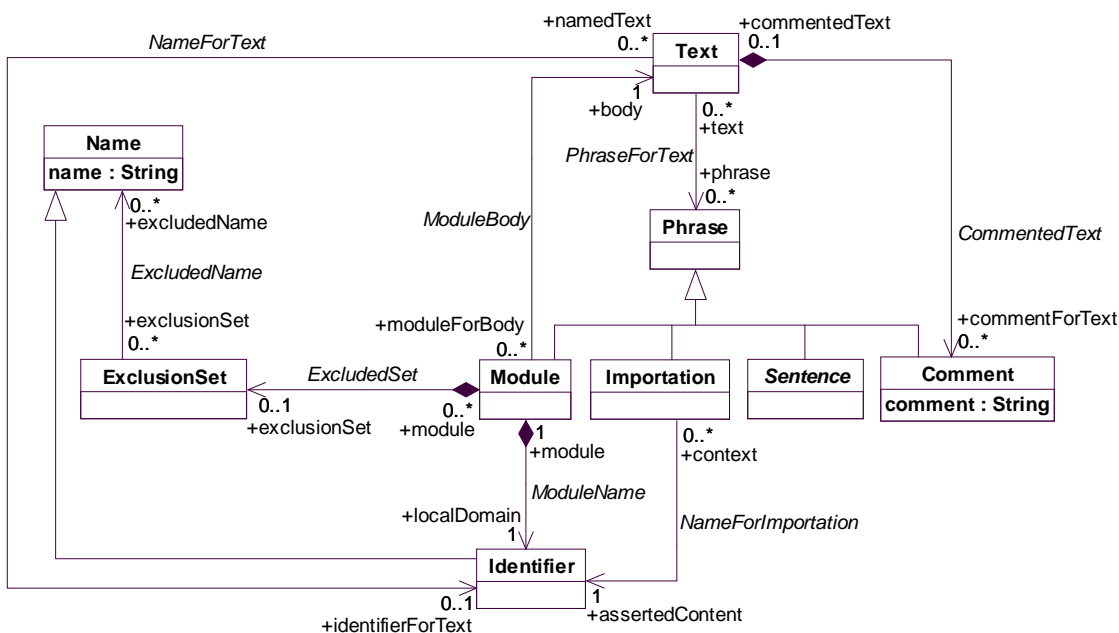 +namedText
+commentedText
NameForText
0..*
0..1
Text
1
+body
0..*
+text
Name
name : String
PhraseForText
+phrase
0..*
0..*
+excludedName
ModuleBody
Phrase
CommentedText
ExcludedName
+exclusionSet
0..*
+moduleForBody
0..*
+commentForText
0..*
ExclusionSet
ExcludedSet
Module
Importation
Sentence
Comment
comment : String
0..1
+exclusionSet
0..*
+module
1
+module
0..*
+context
ModuleName
+localDomain
1
NameForImportation
Identifier
0..1
+identifierForText
1
+assertedContent